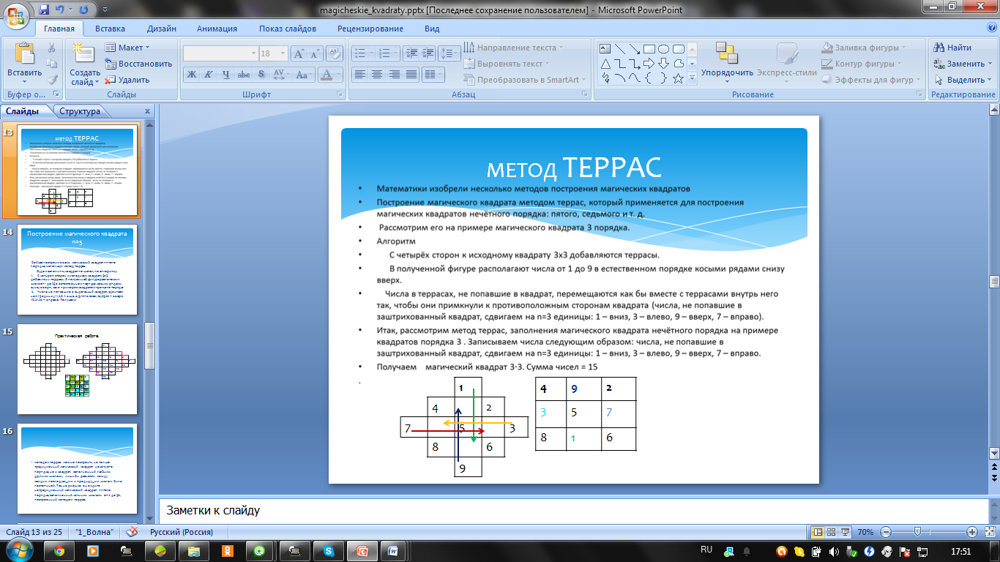 magicheskie_kvadraty.pptx [Последнее сохранение пользователем] - Microsoft PowerPoint
Главная Вставка Дизайн Анимация Показ слайдов Рецензирование Вид
Вставить
Создать слайд
Макет
Восстановить
Удалить
18
Ж К Ч abc S AV Aa A
Направление текста
Выровнять текст
Преобразовать в SmartArt
Упорядочить
Экспресс-стили
Заливка фигуры
Контур фигуры
Эффекты для фигур
Найти
Заменить
Выделить
Буфер о... Слайды Шрифт Абзац Рисование Редактирование
Слайды Структура x
13
метод ТЕРРАС
14
Построение магического квадрата
n=5
15
Практическая работа.
16
метод ТЕРРАС
• Математики изобрели несколько методов построения магических квадратов
• Построение магического квадрата методом террас, который применяется для построения
магических квадратов нечётного порядка: пятого, седьмого и т. д.
• Рассмотрим его на примере магического квадрата 3 порядка.
• Алгоритм
• С четырёх сторон к исходному квадрату 3х3 добавляются террасы.
• В полученной фигуре располагают числа от 1 до 9 в естественном порядке косыми рядами снизу
вверх.
• Числа в террасах, не попавшие в квадрат, перемещаются как бы вместе с террасами внутрь него
так, чтобы они примкнули к противоположным сторонам квадрата (числа, не попавшие в
заштрихованный квадрат, сдвигаем на n=3 единицы: 1 – вниз, 3 – влево, 9 – вверх, 7 – вправо).
• Итак, рассмотрим метод террас, заполнения магического квадрата нечётного порядка на примере
квадратов порядка 3 . Записываем числа следующим образом: числа, не попавшие в
заштрихованный квадрат, сдвигаем на n=3 единицы: 1 – вниз, 3 – влево, 9 – вверх, 7 – вправо.
• Получаем магический квадрат 3·3. Сумма чисел = 15
.
1
4 2
7 5 3
8 6
9
4 9 2
3 5 7
8 1 6
Заметки к слайду
Слайд 13 из 25 "1_Волна" Русский (Россия) 70%
RU 17:51